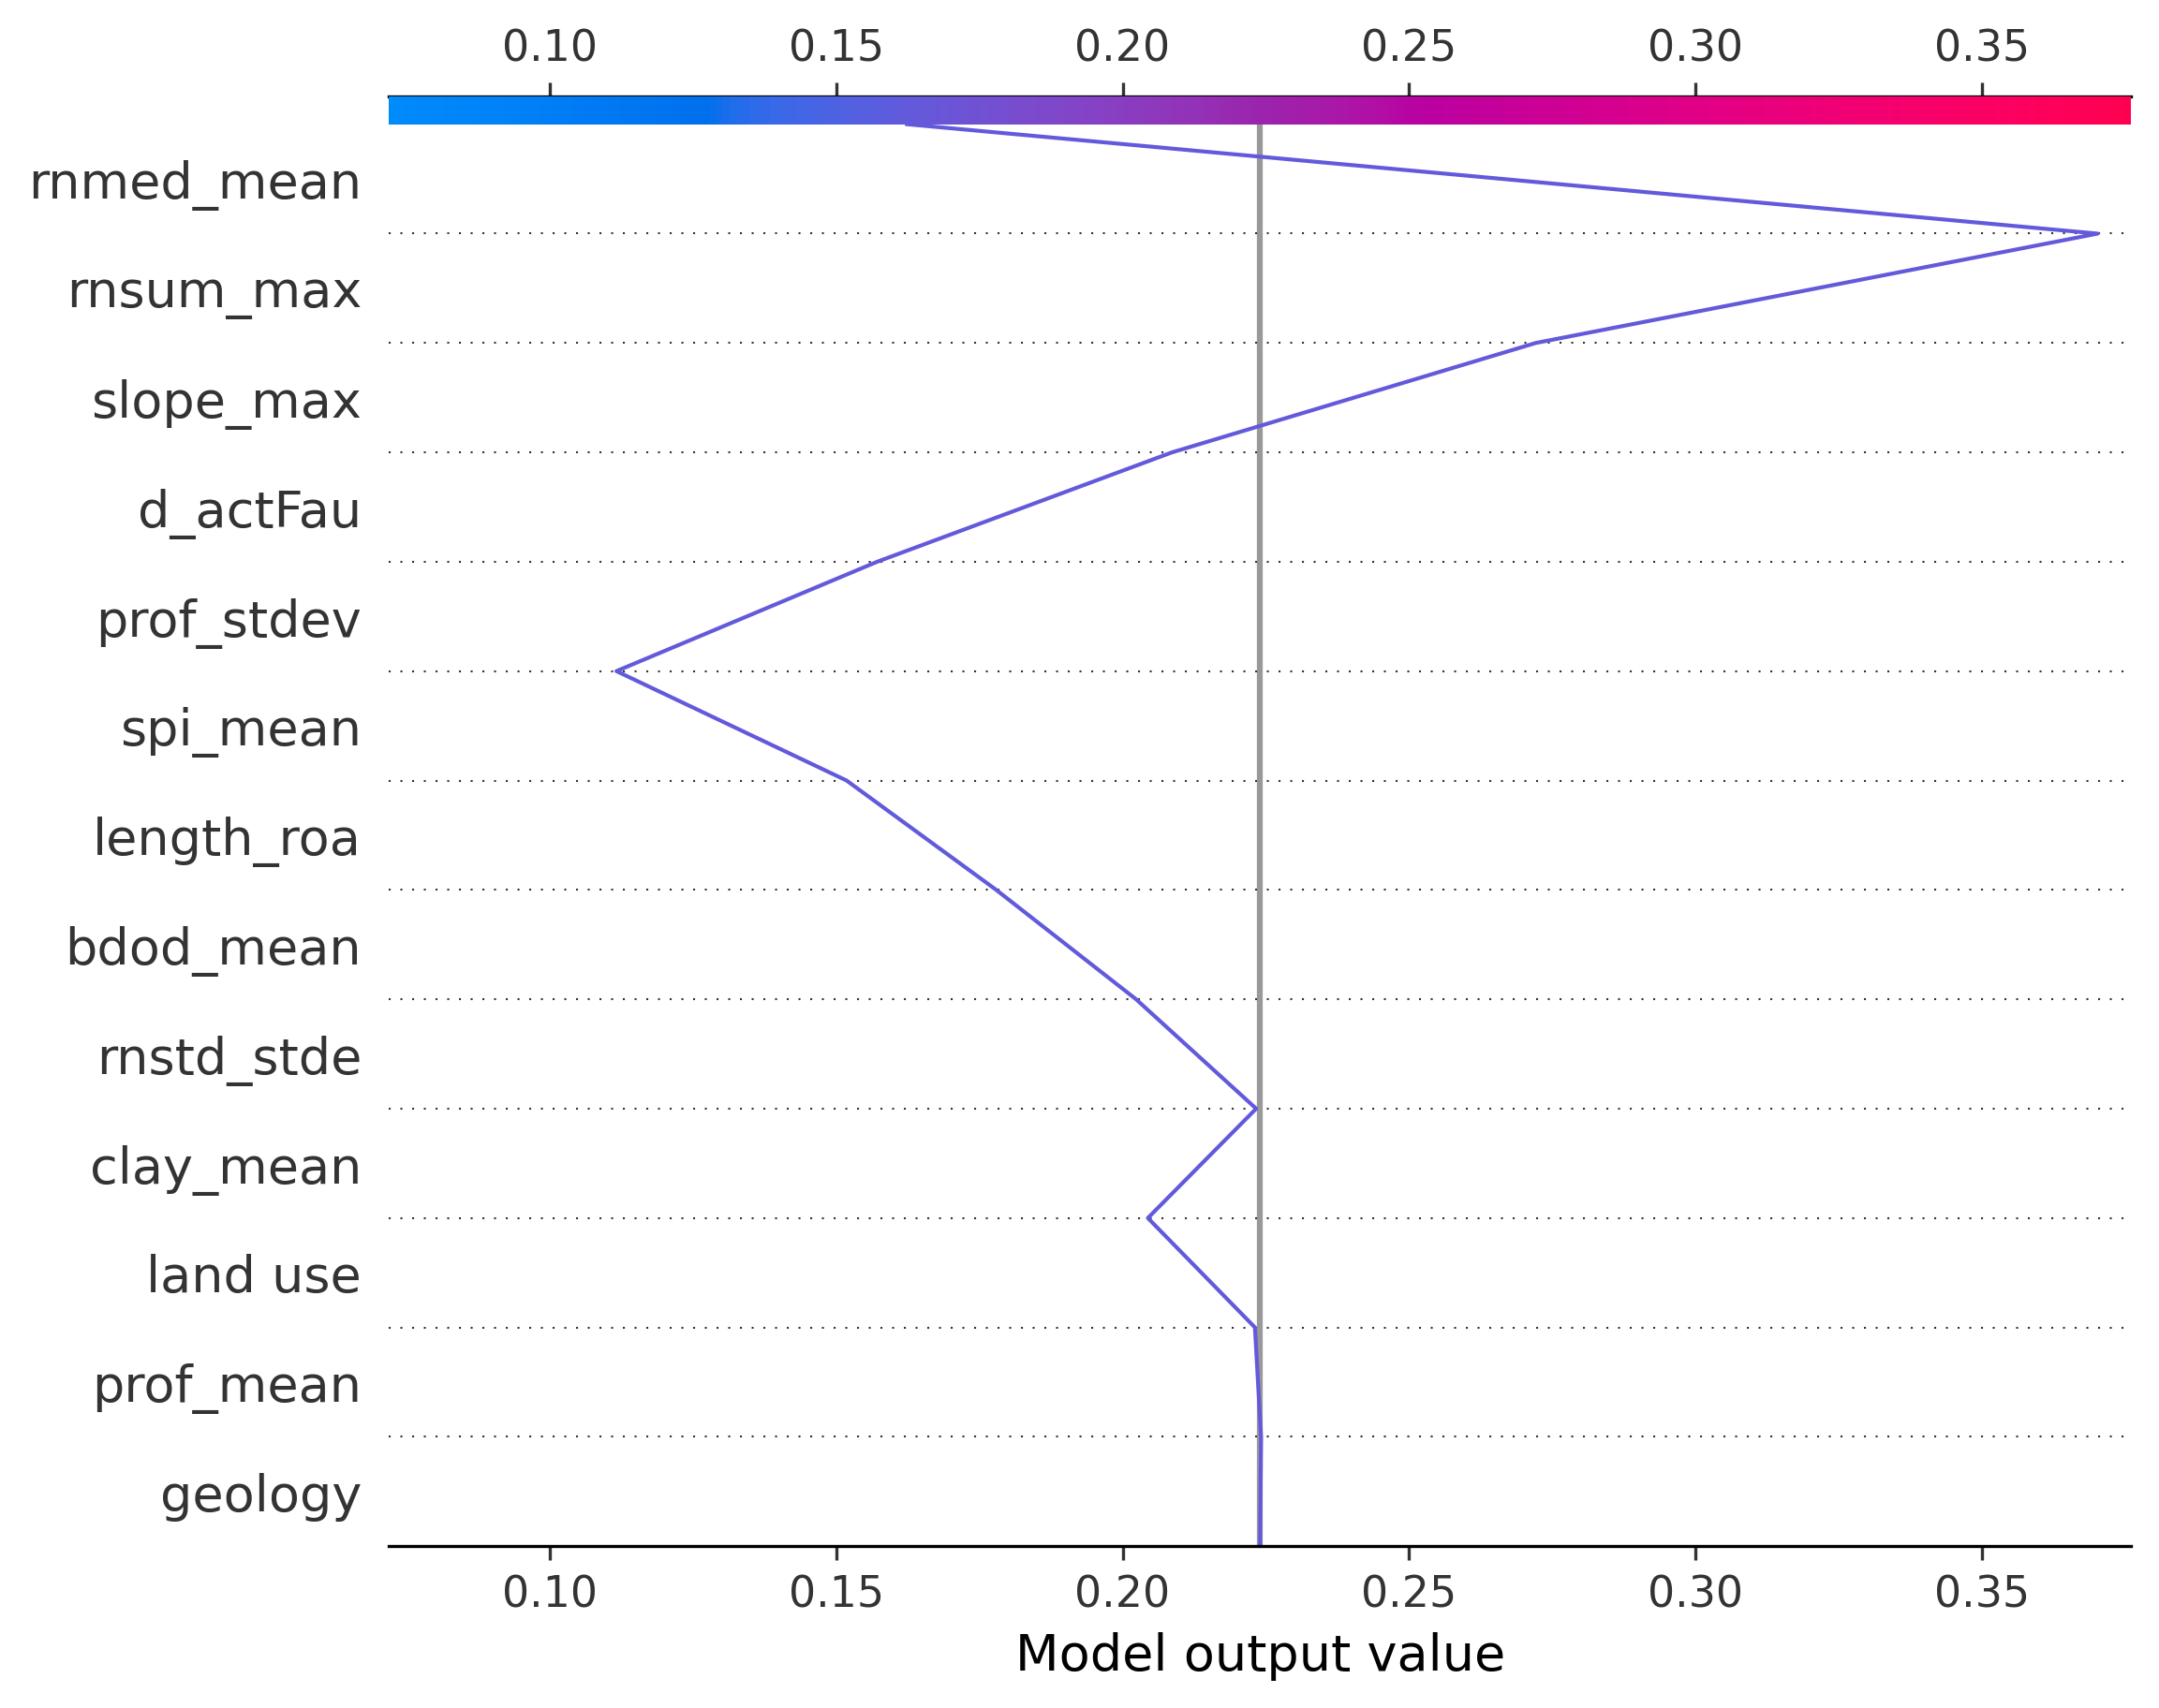 0.10 0.15 0.20 0.25 0.30 0.35
rnmed_mean
rnsum_max
slope_max
d_actFau
prof_stdev
spi_mean
length_roa
bdod_mean
rnstd_stde
clay_mean
land use
prof_mean
geology
0.10 0.15 0.20 0.25 0.30 0.35
Model output value